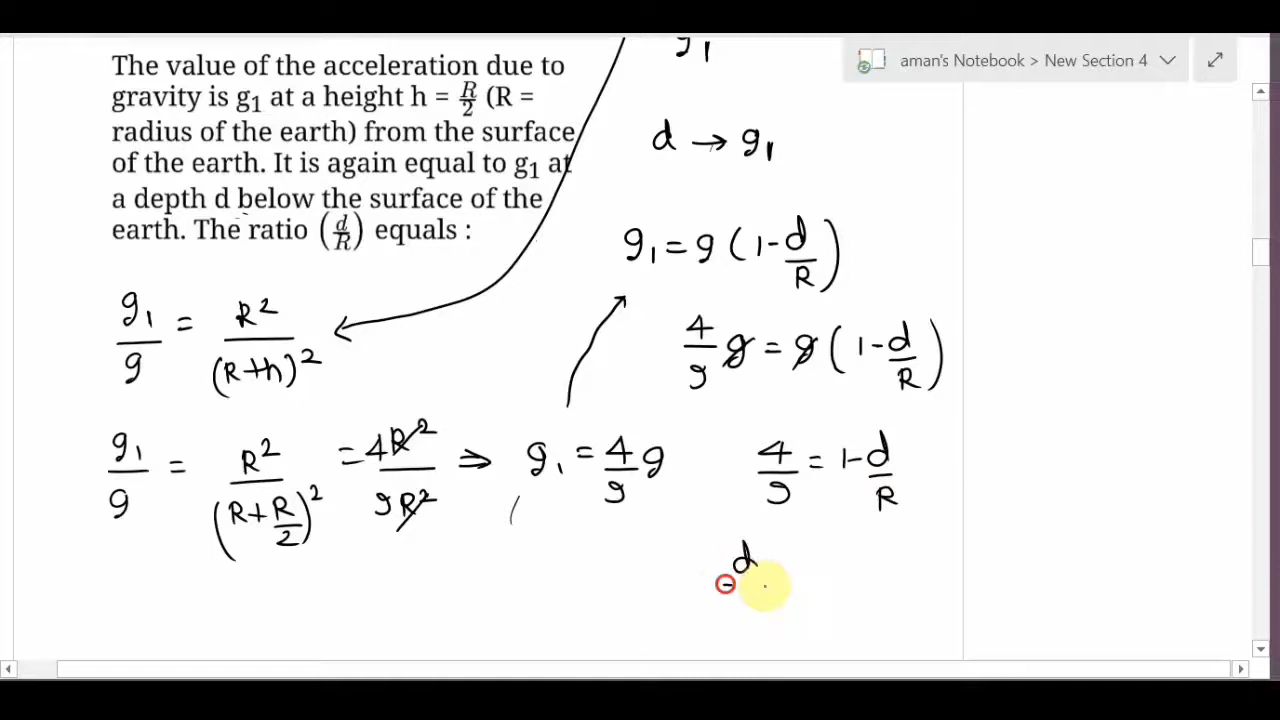 g₁
aman's Notebook > New Section 4
The value of the acceleration due to
gravity is g₁ at a height h = R/2 (R =
radius of the earth) from the surface
of the earth. It is again equal to g₁ at
a depth d below the surface of the
earth. The ratio (d/R) equals :
d → g₁
g₁ = g (1 - d/R)
g₁/g = R²/(R+h)²
4/9 g = g (1 - d/R)
g₁/g = R²/(R+R/2)² = 4R²/9R² ⇒ g₁ = 4/9 g
4/9 = 1 - d/R
d